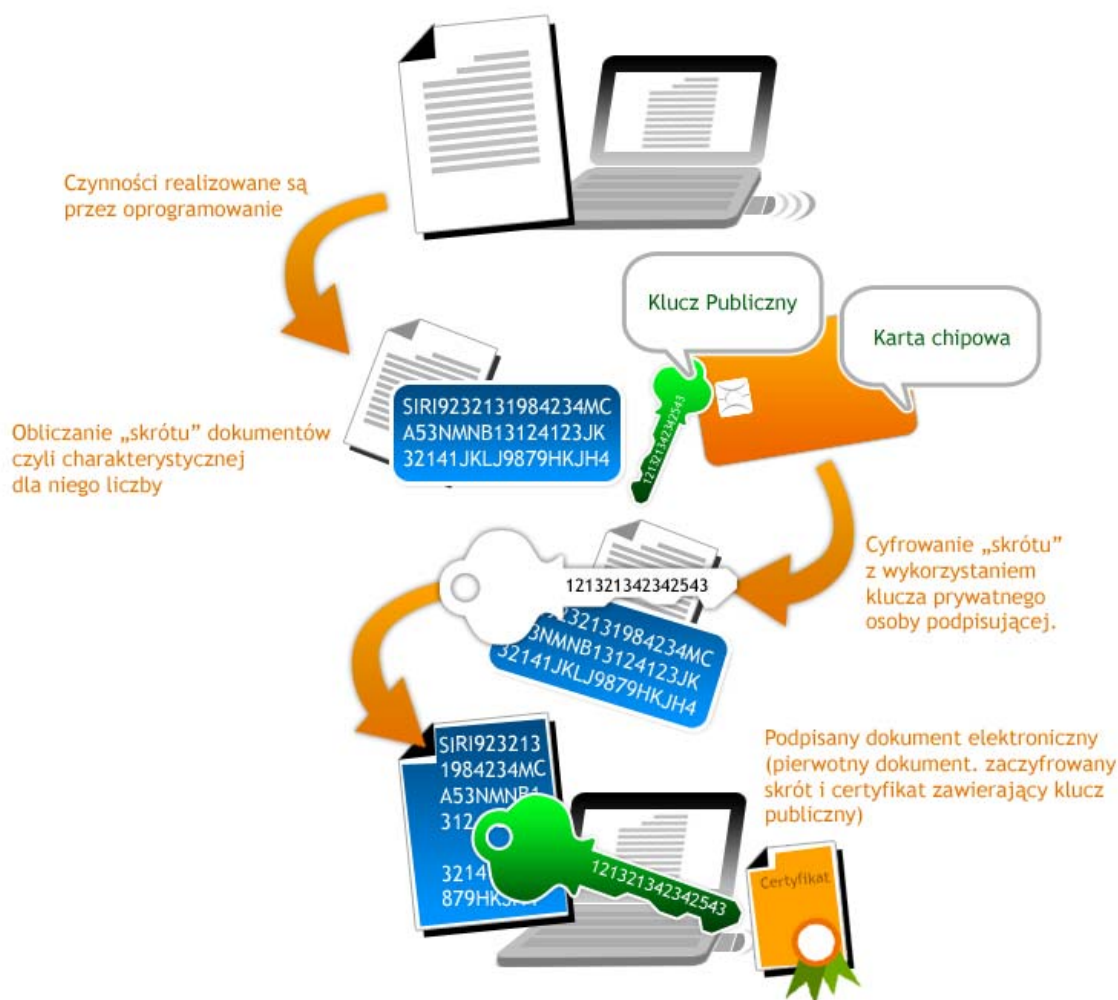 Czynności realizowane są
przez oprogramowanie
Klucz Publiczny
Karta chipowa
121321342342543
SIRI9232131984234MC
A53NMNB13124123JK
32141JKLJ9879HKJH4
Obliczanie „skrótu” dokumentów
czyli charakterystycznej
dla niego liczby
Cyfrowanie „skrótu”
z wykorzystaniem
klucza prywatnego
osoby podpisującej.
121321342342543
232131984234MC
3NMNB13124123JK
32141JKLJ9879HKJH4
Podpisany dokument elektroniczny
(pierwotny dokument. zaczyfrowany
skrót i certyfikat zawierający klucz
publiczny)
SIRI923213
1984234MC
A53NMNB1
312
3214
879HK
121321342342543
Certyfikat